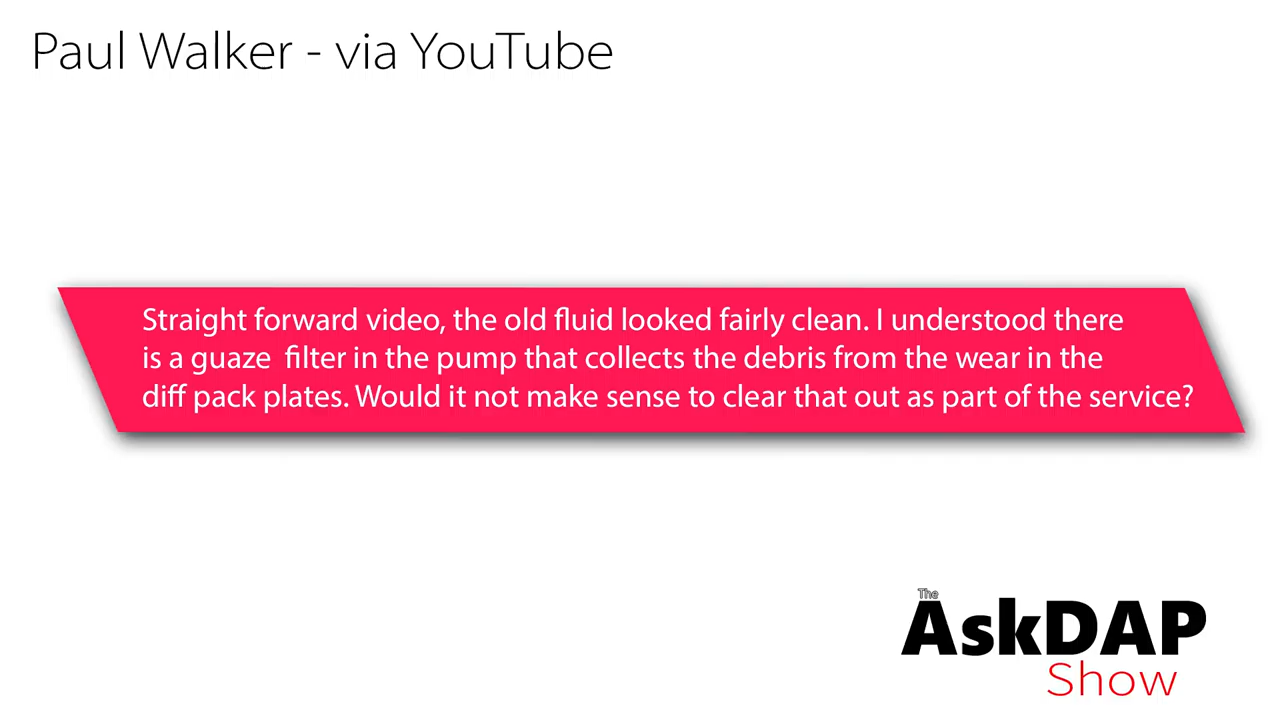 Paul Walker - via YouTube
Straight forward video, the old fluid looked fairly clean. I understood there
is a guaze  filter in the pump that collects the debris from the wear in the
diff pack plates. Would it not make sense to clear that out as part of the service?
The
AskDAP
Show